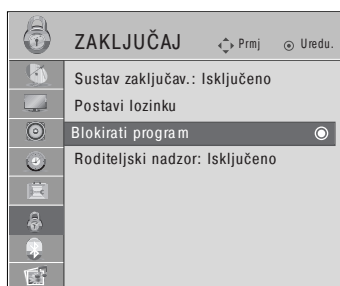 ZAKLJUČAJ Prmj Uredu.
Sustav zaključav.: Isključeno
Postavi lozinku
Blokirati program
Roditeljski nadzor: Isključeno